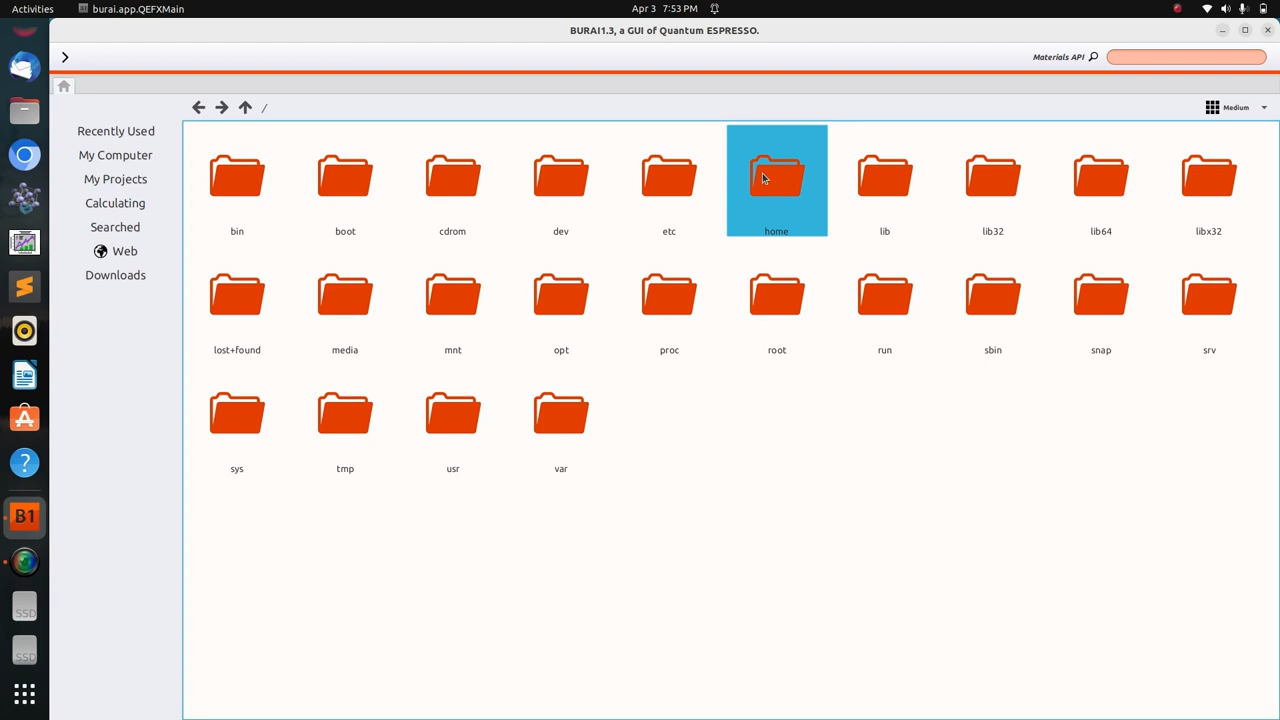 Activities
burai.app.QEFXMain
Apr 3 7:53 PM
BURAI1.3, a GUI of Quantum ESPRESSO.
Materials API
/
Medium
Recently Used
My Computer
My Projects
Calculating
Searched
Web
Downloads
bin boot cdrom dev etc home lib lib32 lib64 libx32
lost+found media mnt opt proc root run sbin snap srv
sys tmp usr var
B1
SSD
SSD